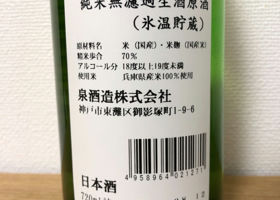 純米無濾過生酒原酒
(氷温貯蔵)
原材料名 米(国産)・米麹(国産米)
精米歩合 70%
アルコール分 18度以上19度未満
使用米 兵庫県産米100%使用
泉酒造株式会社
神戸市東灘区御影塚町1-9-6
4958964021271
日本酒
720ml
12